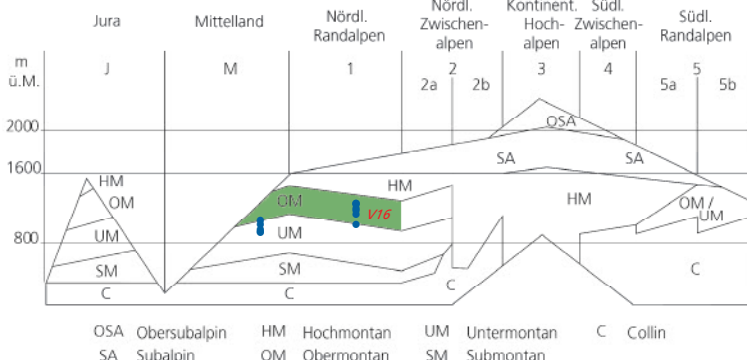 Jura
Mittelland
Nördl.
Randalpen
Nördl.
Zwischen-
alpen
Kontinent.
Hoch-
alpen
Südl.
Zwischen-
alpen
Südl.
Randalpen
m
ü.M.
J
M
1
2
2a
2b
3
4
5
5a
5b
2000
1600
800
OSA
SA
SA
HM
OM
UM
SM
C
OM
V16
HM
UM
SM
C
C
HM
OM /
UM
C
OSA Obersubalpin HM Hochmontan UM Untermontan C Collin
SA Subalpin OM Obermontan SM Submontan